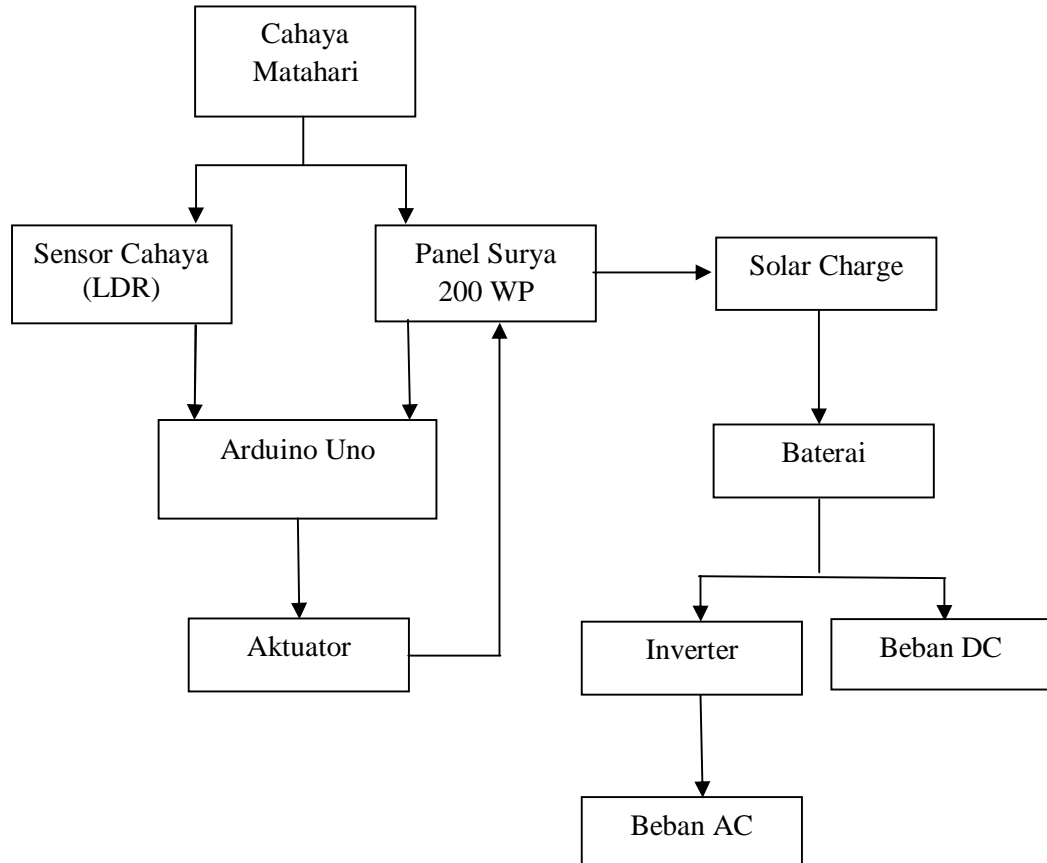 Cahaya
Matahari
Sensor Cahaya
(LDR)
Panel Surya
200 WP
Solar Charge
Arduino Uno
Baterai
Aktuator
Inverter
Beban DC
Beban AC